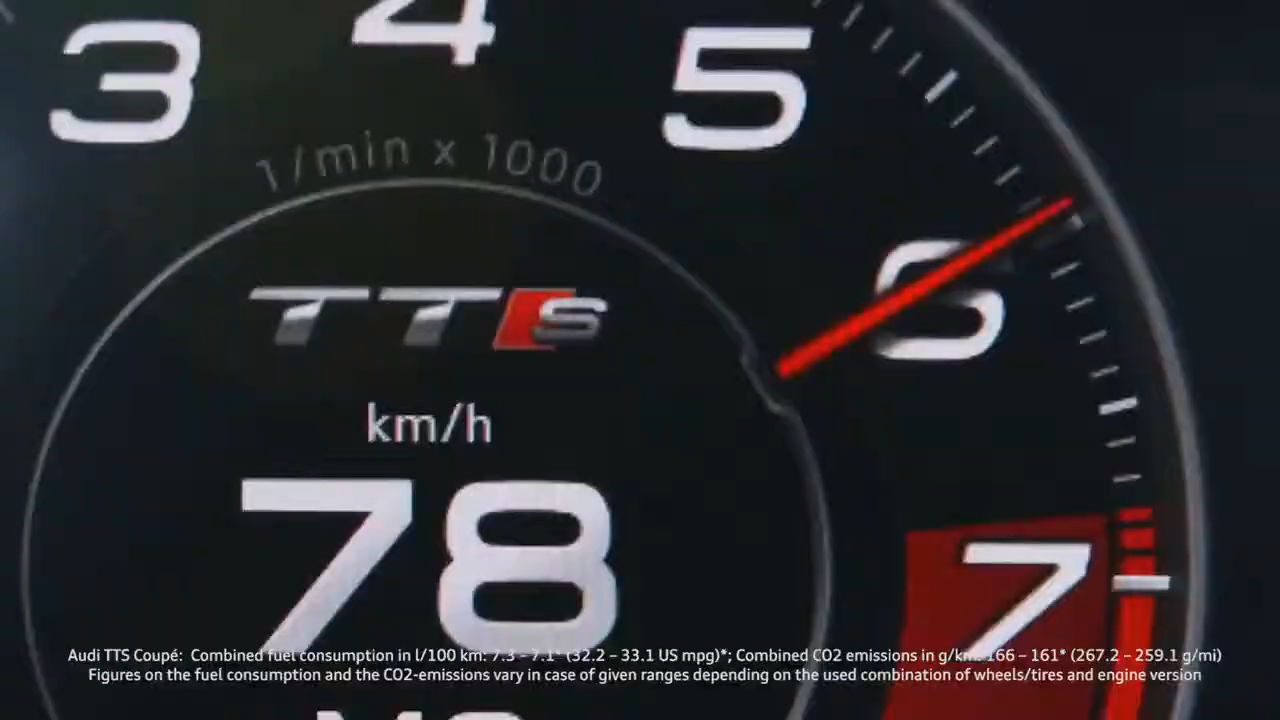 3 4 5
1/min x 1000
6
TTS
km/h
78
7
Audi TTS Coupé: Combined fuel consumption in l/100 km: 7.3 – 7.1* (32.2 – 33.1 US mpg)*; Combined CO2 emissions in g/km: 166 – 161* (267.2 – 259.1 g/mi)
Figures on the fuel consumption and the CO2-emissions vary in case of given ranges depending on the used combination of wheels/tires and engine version